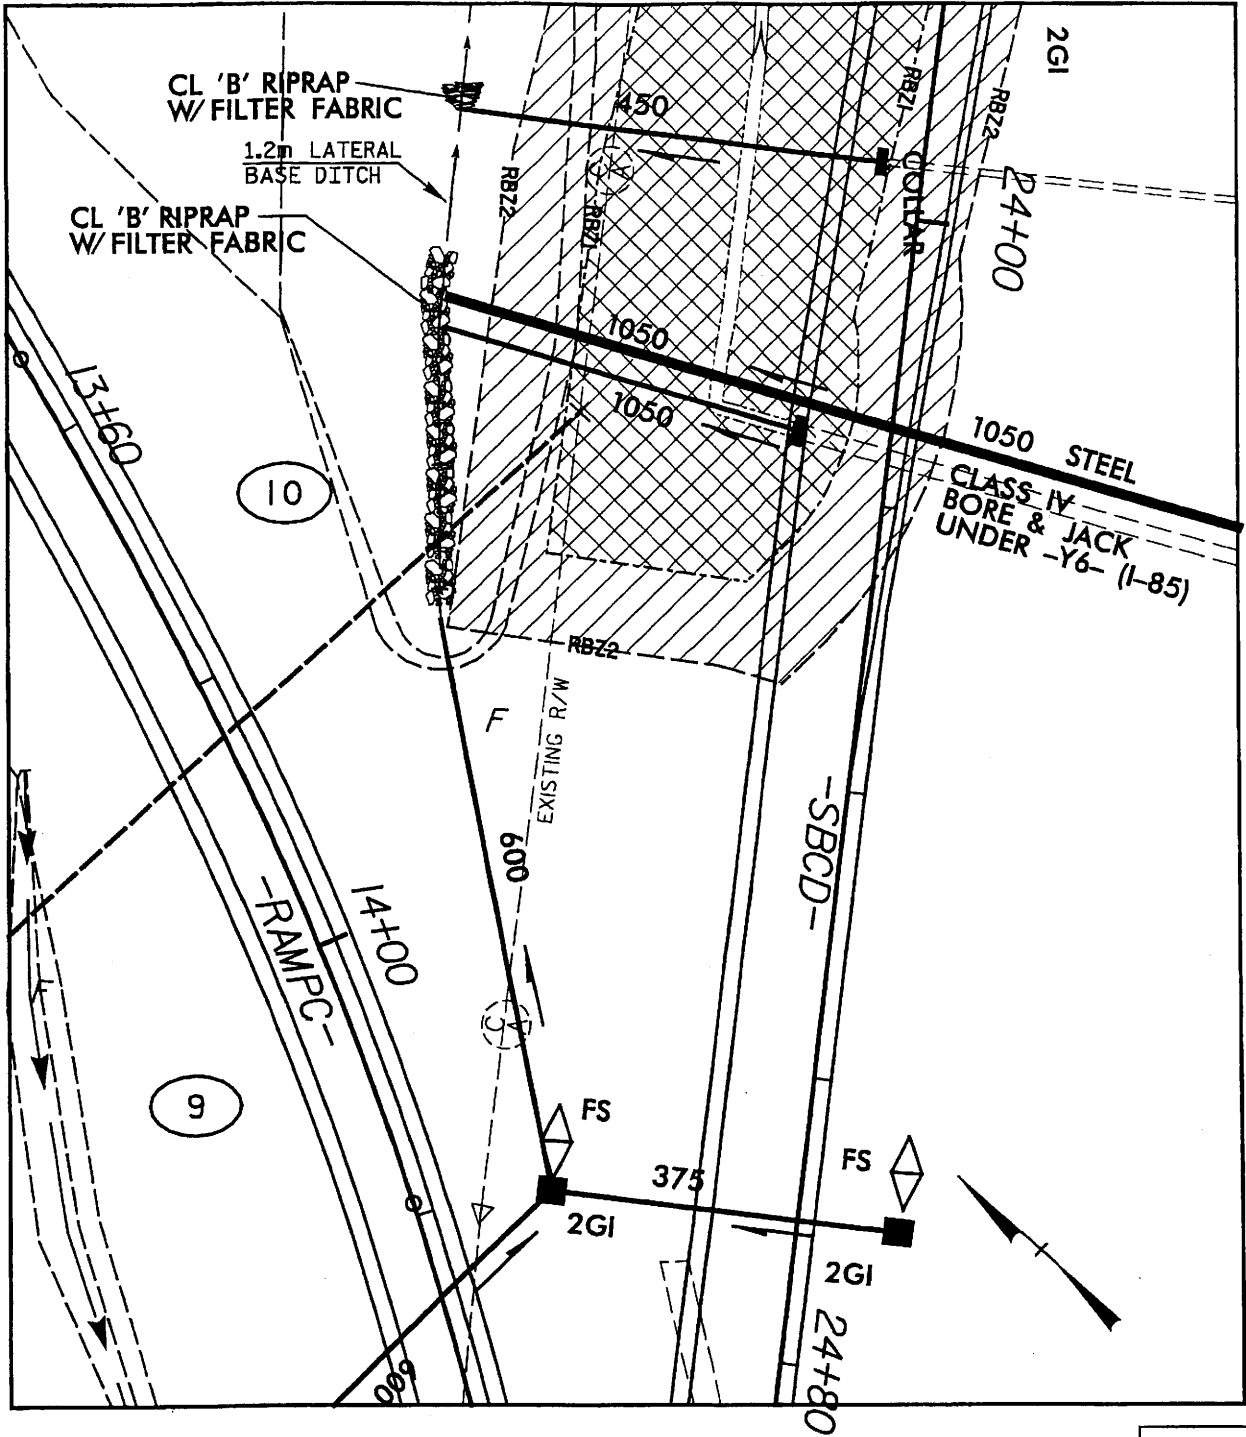 2GI
CL 'B' RIPRAP
W/ FILTER FABRIC
450
RBZ1
RBZ2
1.2m LATERAL
BASE DITCH
COLLAR
RBZ2
24+00
CL 'B' RIPRAP
W/ FILTER FABRIC
RBZ1
1050
13+60
1050
1050 STEEL
CLASS IV
BORE & JACK
UNDER -Y6- (I-85)
10
RBZ2
F
EXISTING R/W
-SBCD-
600
-RAMPC-
14+00
F
C
A
9
FS
FS
375
2GI
2GI
24+80
600